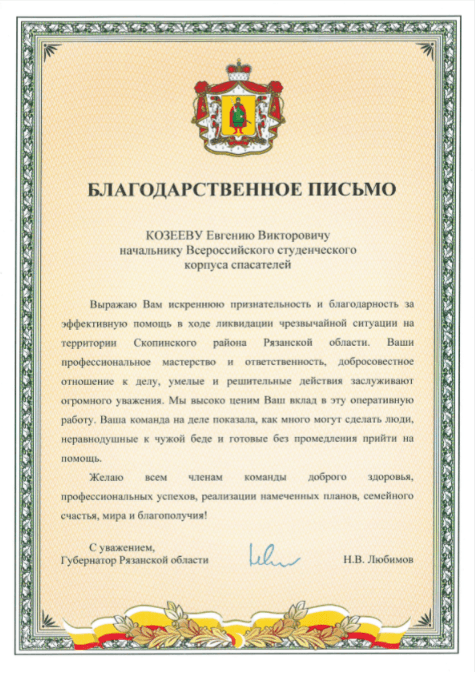 БЛАГОДАРСТВЕННОЕ ПИСЬМО
КОЗЕЕВУ Евгению Викторовичу
начальнику Всероссийского студенческого
корпуса спасателей
Выражаю Вам искреннюю признательность и благодарность за
эффективную помощь в ходе ликвидации чрезвычайной ситуации на
территории Скопинского района Рязанской области. Ваши
профессиональное мастерство и ответственность, добросовестное
отношение к делу, умелые и решительные действия заслуживают
огромного уважения. Мы высоко ценим Ваш вклад в эту оперативную
работу. Ваша команда на деле показала, как много могут сделать люди,
неравнодушные к чужой беде и готовые без промедления прийти на
помощь.
Желаю всем членам команды доброго здоровья,
профессиональных успехов, реализации намеченных планов, семейного
счастья, мира и благополучия!
С уважением,
Губернатор Рязанской области Н.В. Любимов